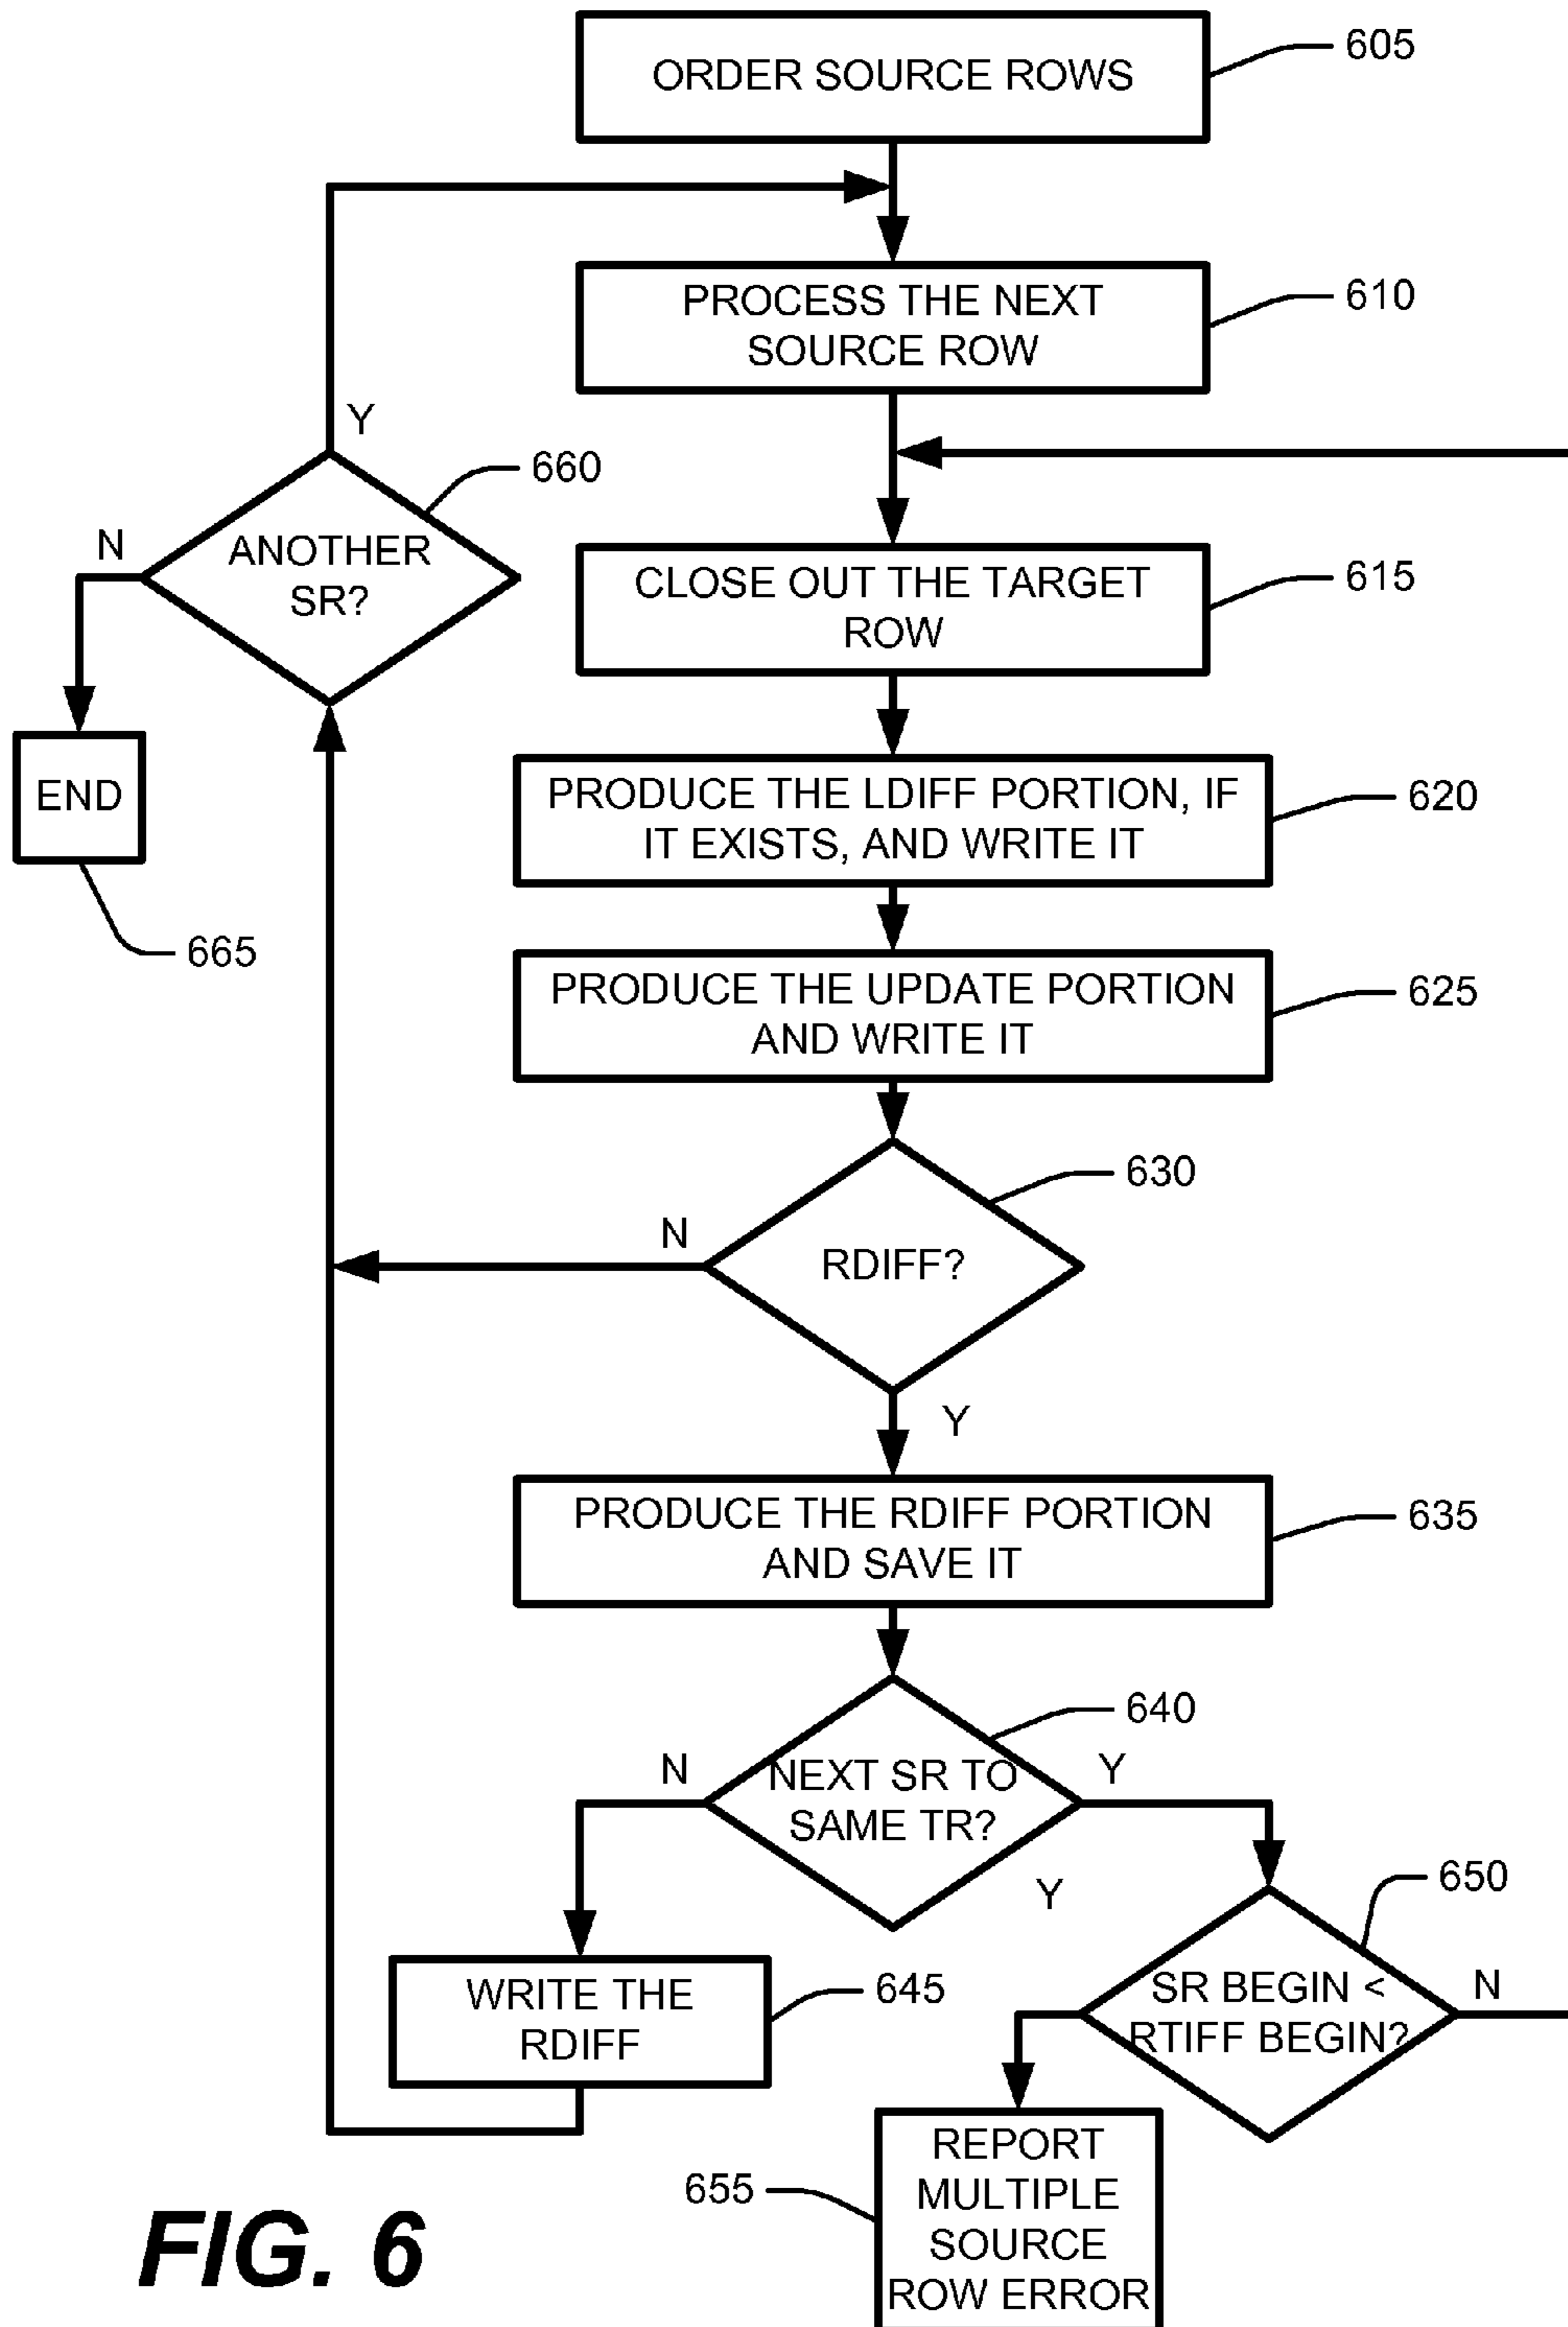 ORDER SOURCE ROWS
605
PROCESS THE NEXT
SOURCE ROW
610
Y
660
N
ANOTHER
SR?
CLOSE OUT THE TARGET
ROW
615
END
665
PRODUCE THE LDIFF PORTION, IF
IT EXISTS, AND WRITE IT
620
PRODUCE THE UPDATE PORTION
AND WRITE IT
625
630
N
RDIFF?
Y
PRODUCE THE RDIFF PORTION
AND SAVE IT
635
640
N
NEXT SR TO
SAME TR?
Y
Y
650
WRITE THE
RDIFF
645
SR BEGIN <
RTIFF BEGIN?
N
655
REPORT
MULTIPLE
SOURCE
ROW ERROR
FIG. 6